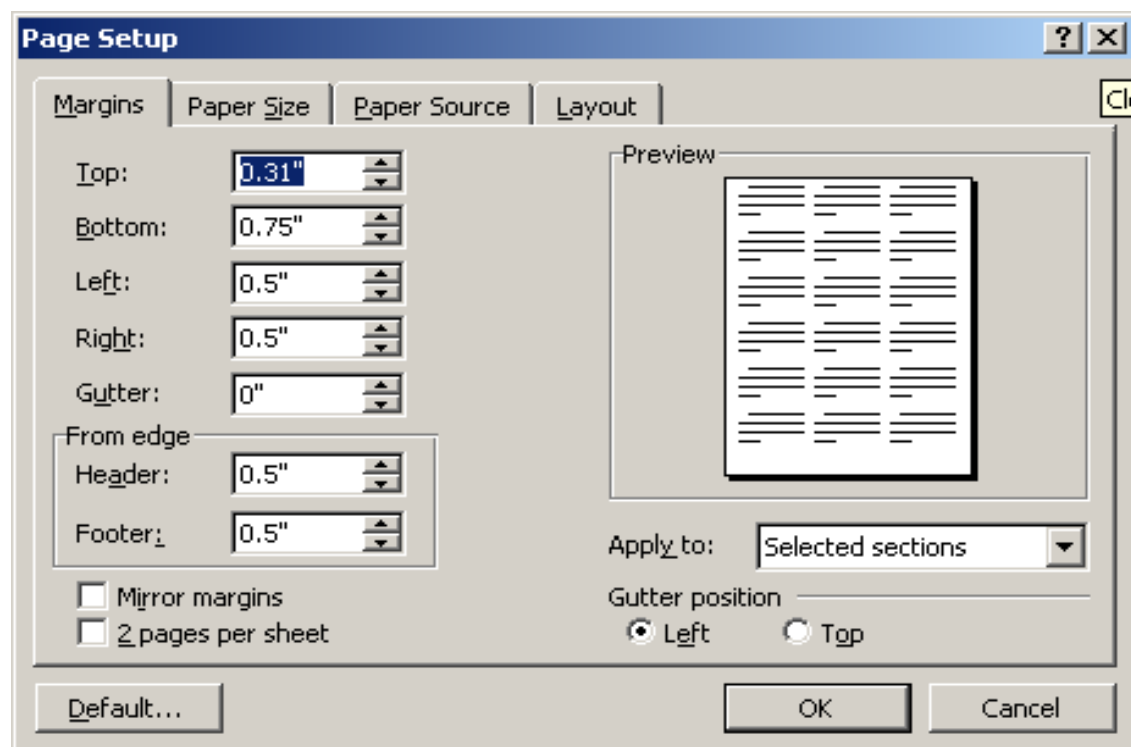 Page Setup
Margins
Paper Size
Paper Source
Layout
Top: 0.31"
Bottom: 0.75"
Left: 0.5"
Right: 0.5"
Gutter: 0"
From edge
Header: 0.5"
Footer: 0.5"
Mirror margins
2 pages per sheet
Preview
Apply to: Selected sections
Gutter position
Left
Top
Default...
OK
Cancel